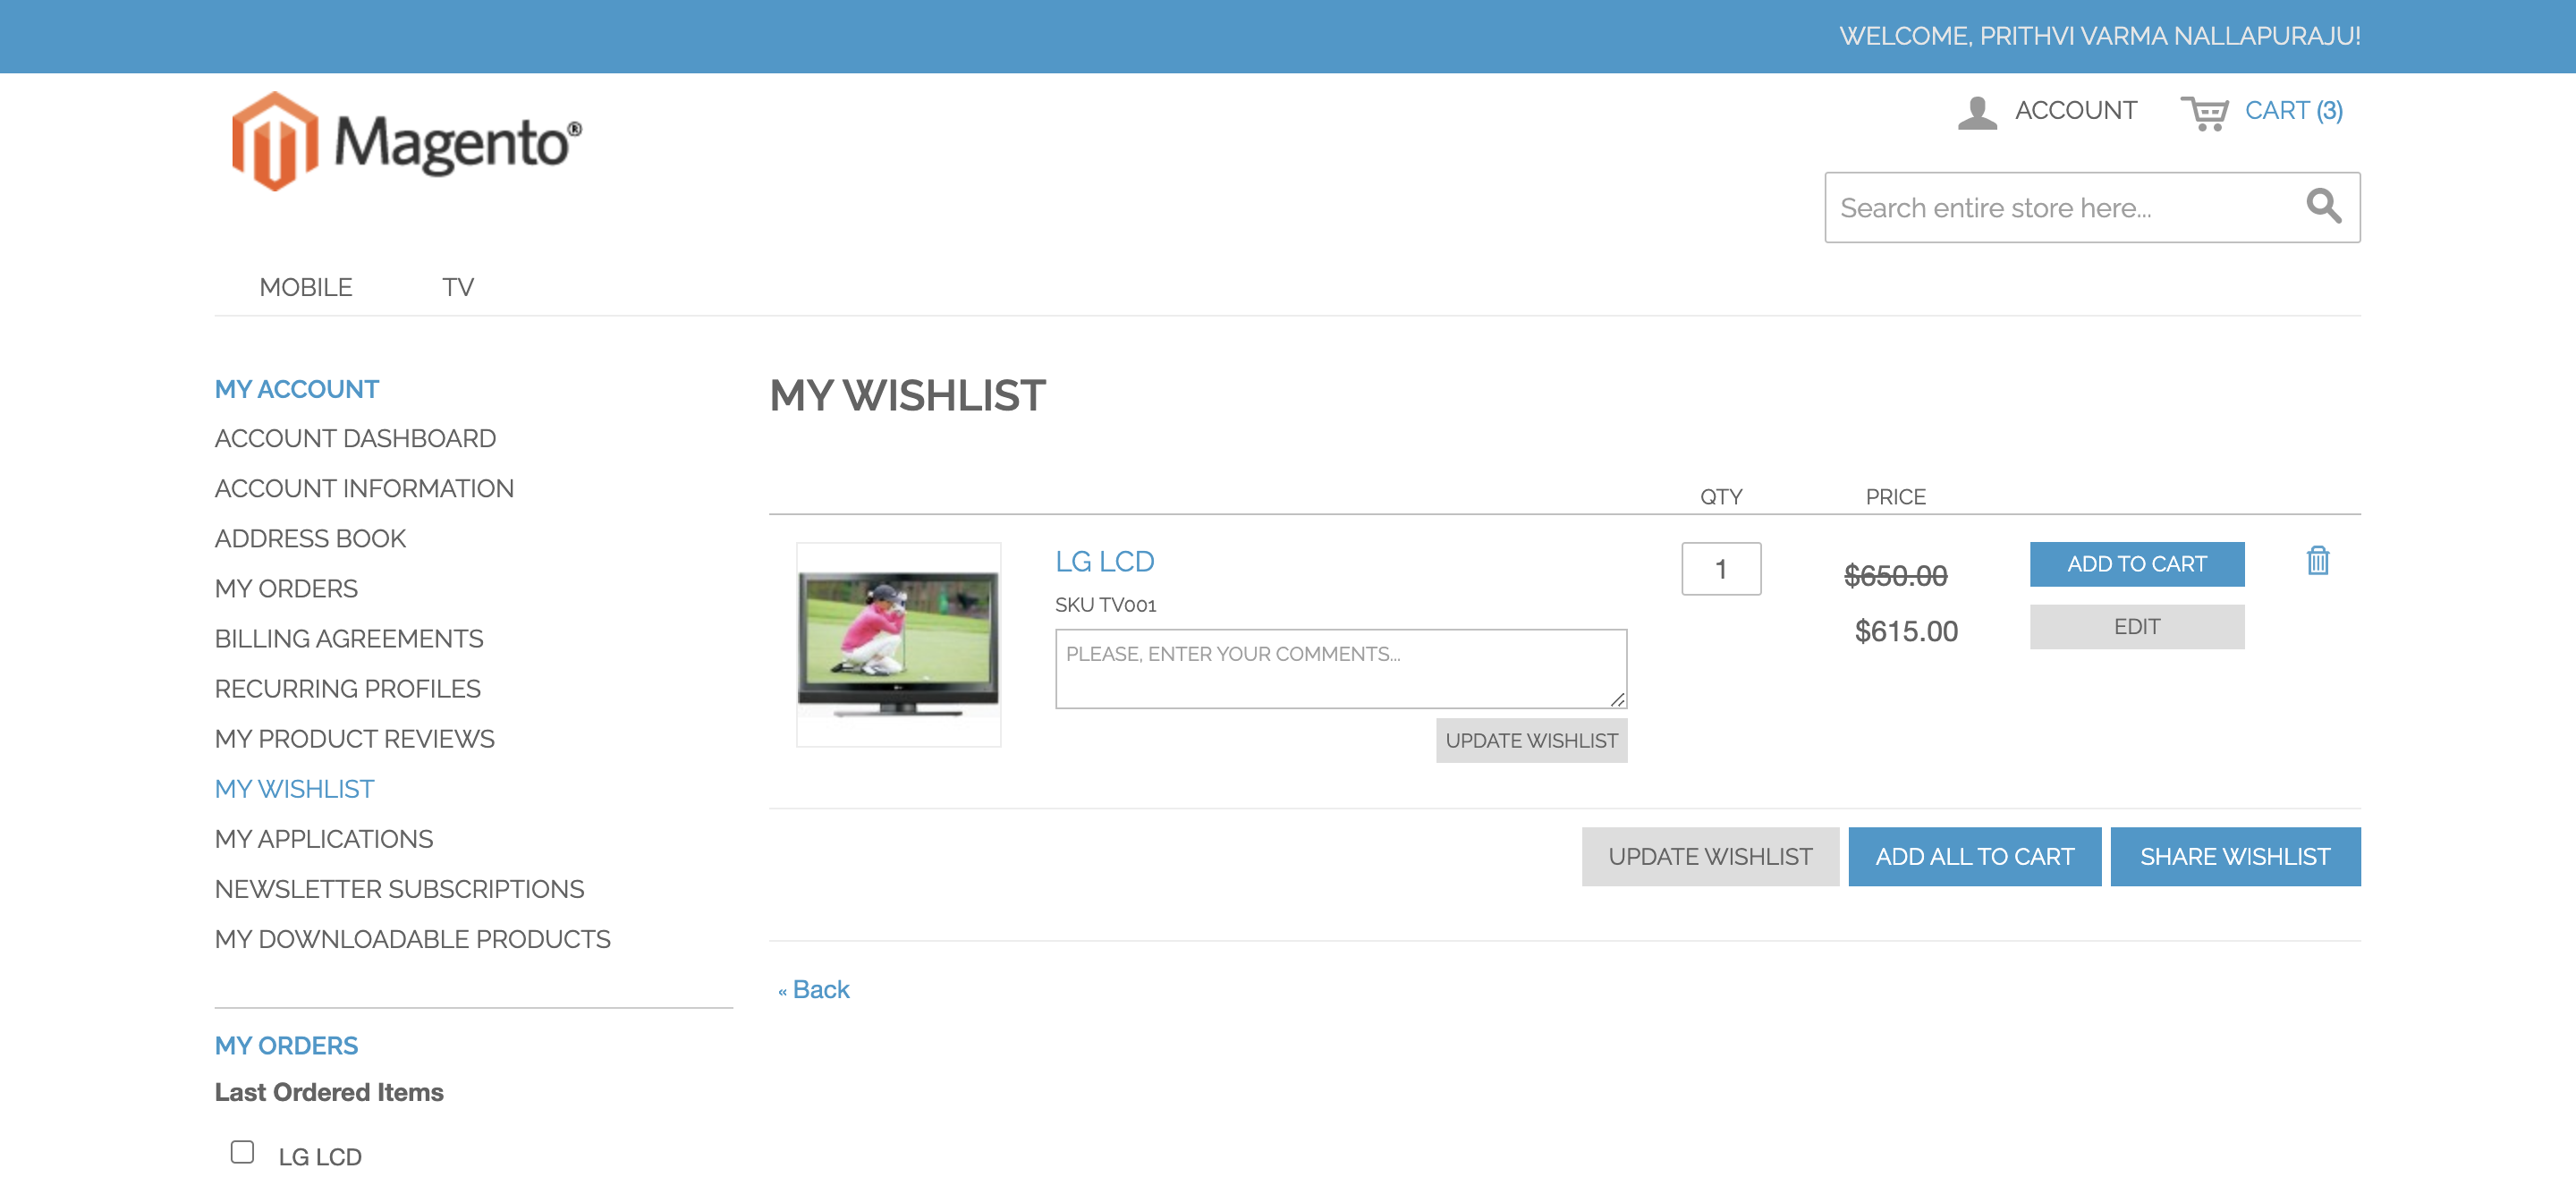 WELCOME, PRITHVI VARMA NALLAPURAJU!
Magento®
ACCOUNT
CART (3)
Search entire store here...
MOBILE
TV
MY ACCOUNT
ACCOUNT DASHBOARD
ACCOUNT INFORMATION
ADDRESS BOOK
MY ORDERS
BILLING AGREEMENTS
RECURRING PROFILES
MY PRODUCT REVIEWS
MY WISHLIST
MY APPLICATIONS
NEWSLETTER SUBSCRIPTIONS
MY DOWNLOADABLE PRODUCTS
MY ORDERS
Last Ordered Items
LG LCD
MY WISHLIST
QTY
PRICE
LG LCD
SKU TV001
PLEASE, ENTER YOUR COMMENTS...
UPDATE WISHLIST
1
$650.00
$615.00
ADD TO CART
EDIT
UPDATE WISHLIST
ADD ALL TO CART
SHARE WISHLIST
« Back